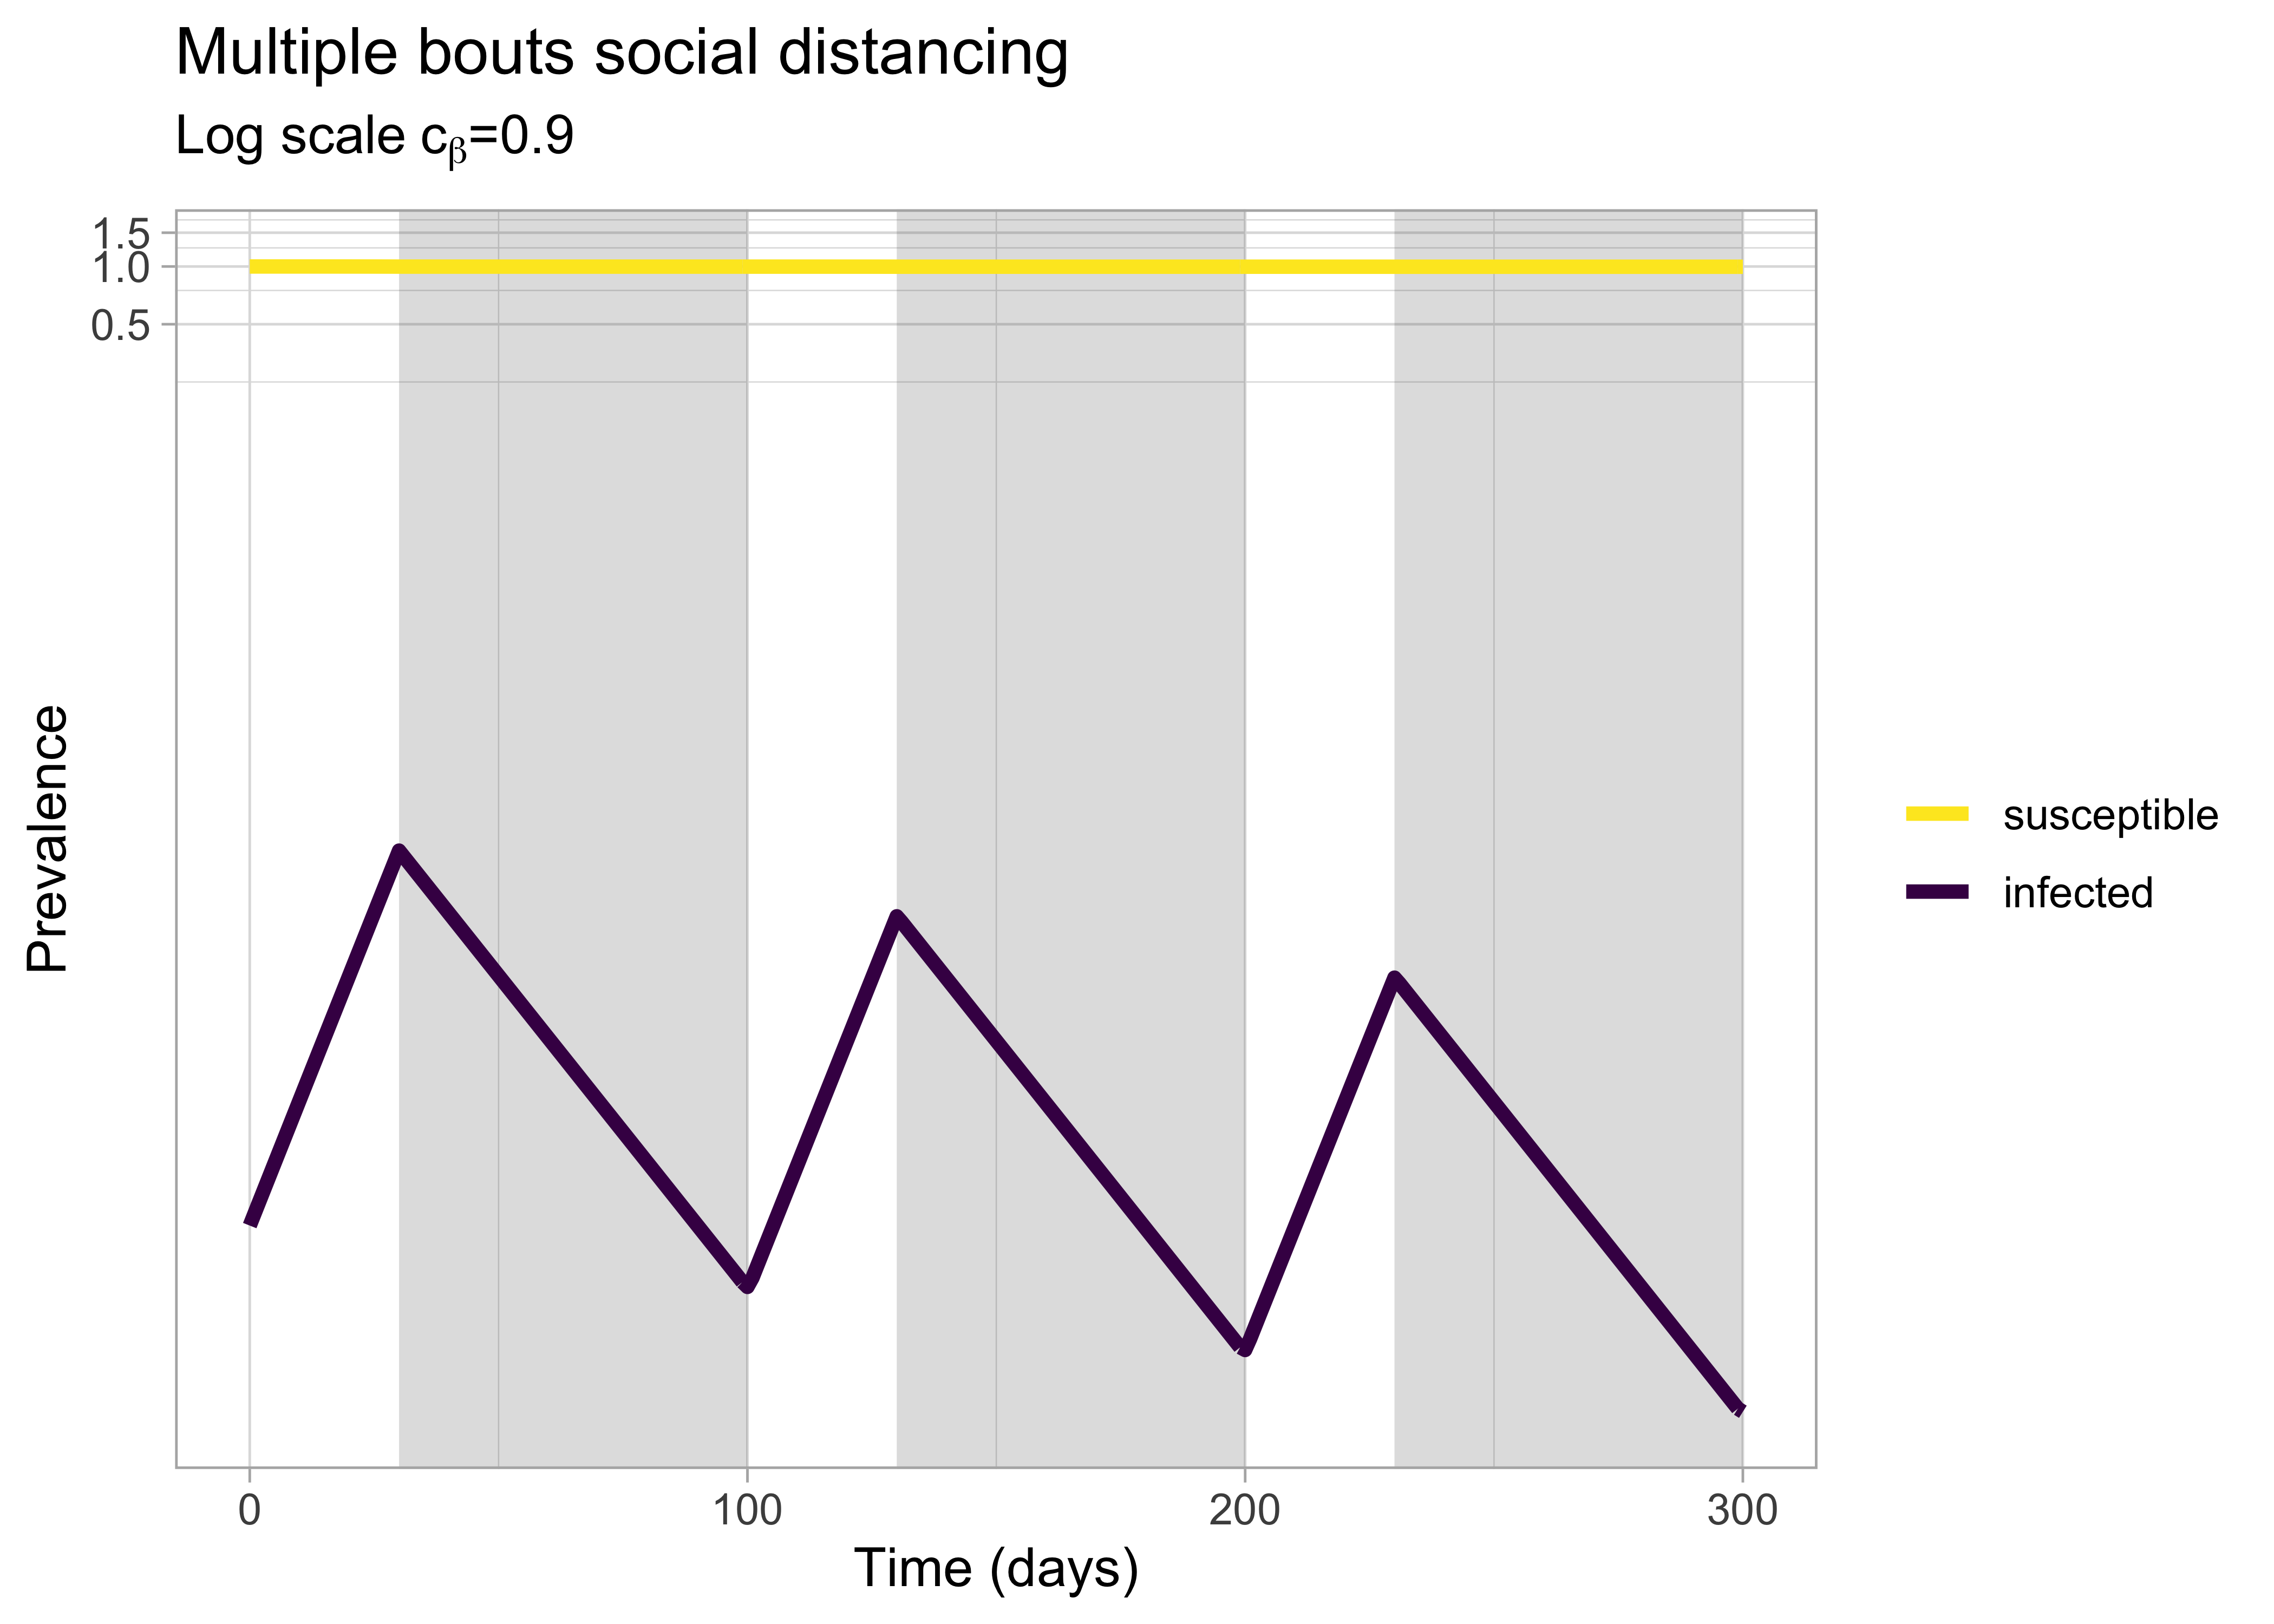 Multiple bouts social distancing
Log scale cβ=0.9
1.5
1.0
0.5
Prevalence
susceptible
infected
0 100 200 300
Time (days)